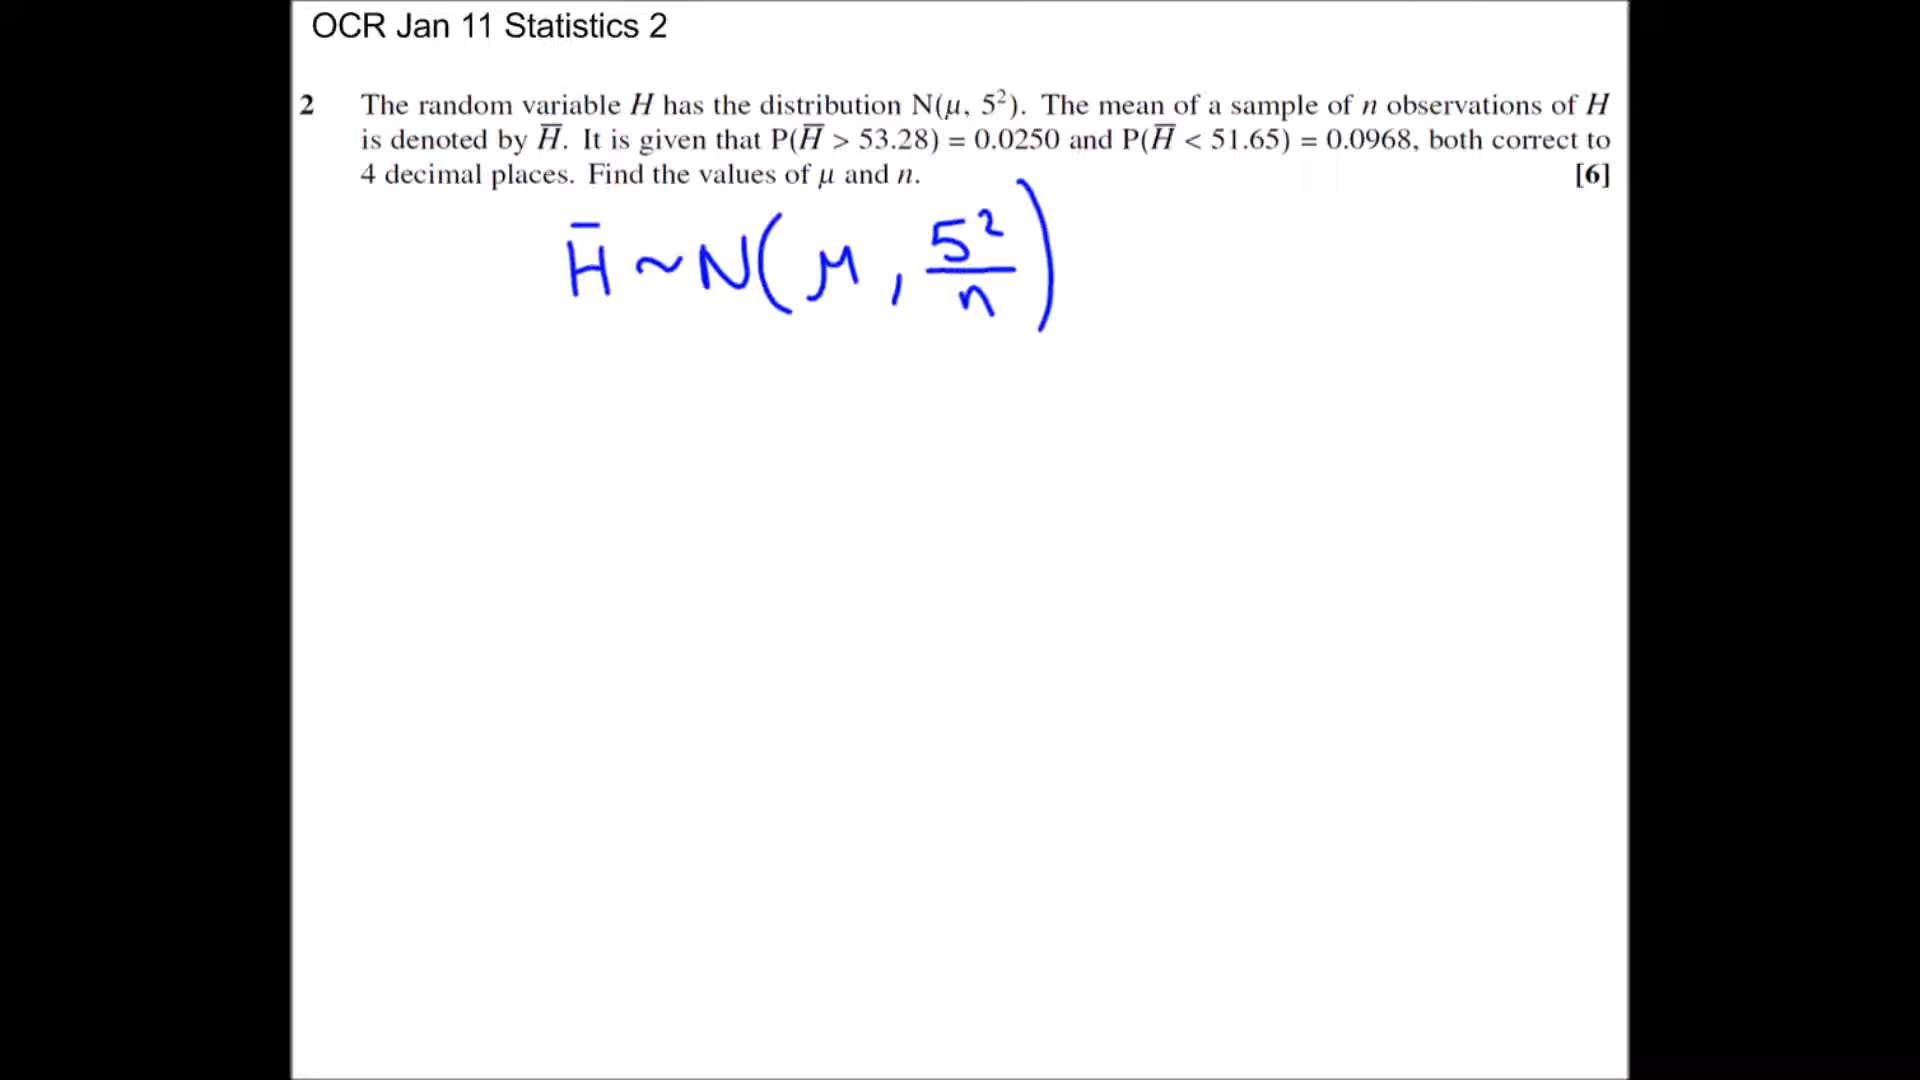 OCR Jan 11 Statistics 2
2 The random variable H has the distribution N(μ, 5²). The mean of a sample of n observations of H
is denoted by H̅. It is given that P(H̅ > 53.28) = 0.0250 and P(H̅ < 51.65) = 0.0968, both correct to
4 decimal places. Find the values of μ and n. [6]
H̅ ~ N(μ, 5²/n)